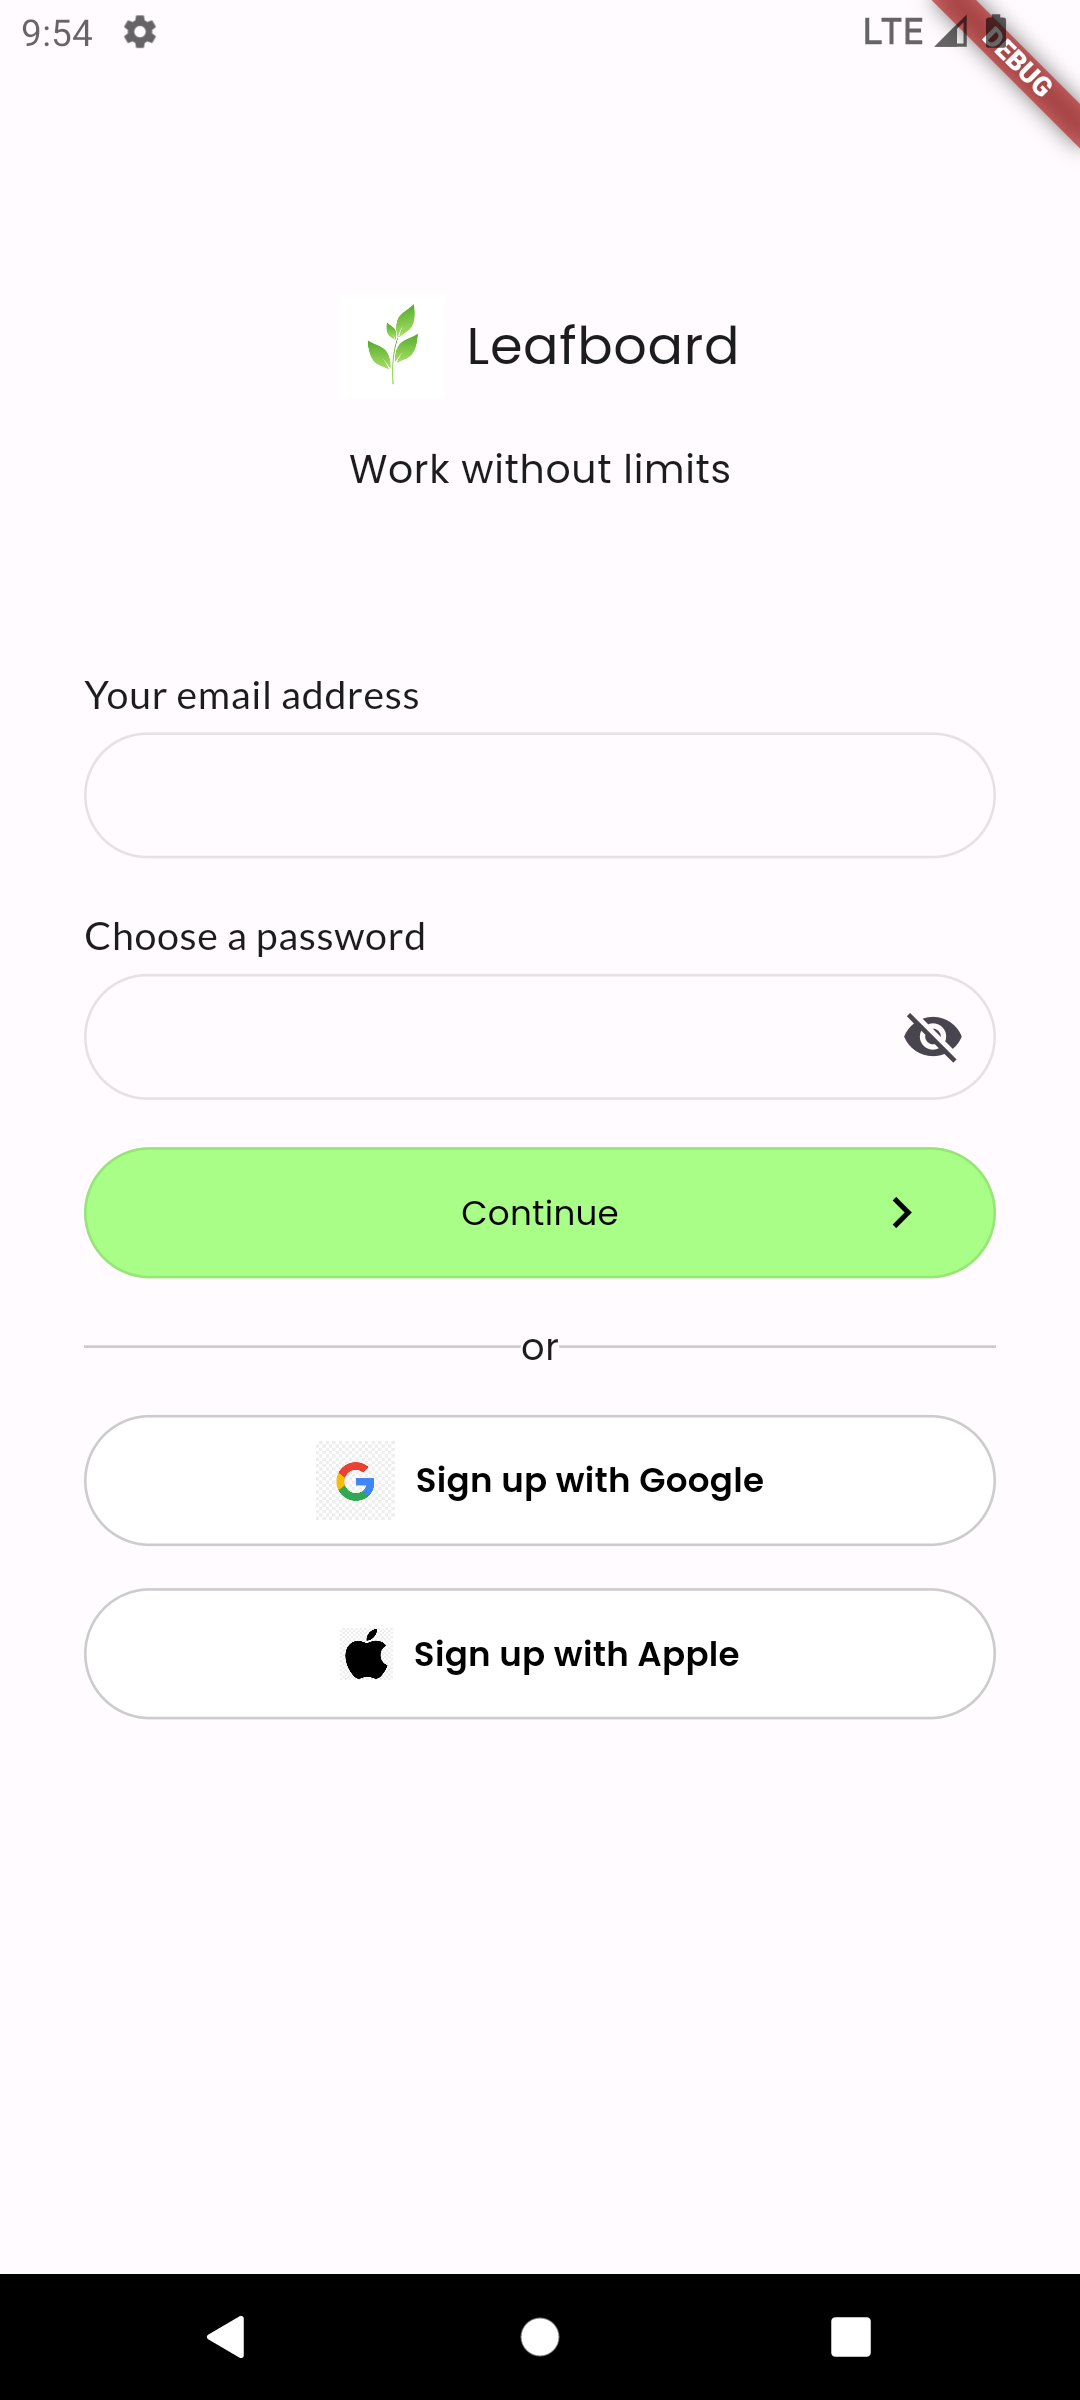 9:54
LTE
DEBUG
Leafboard
Work without limits
Your email address
Choose a password
Continue
or
Sign up with Google
Sign up with Apple